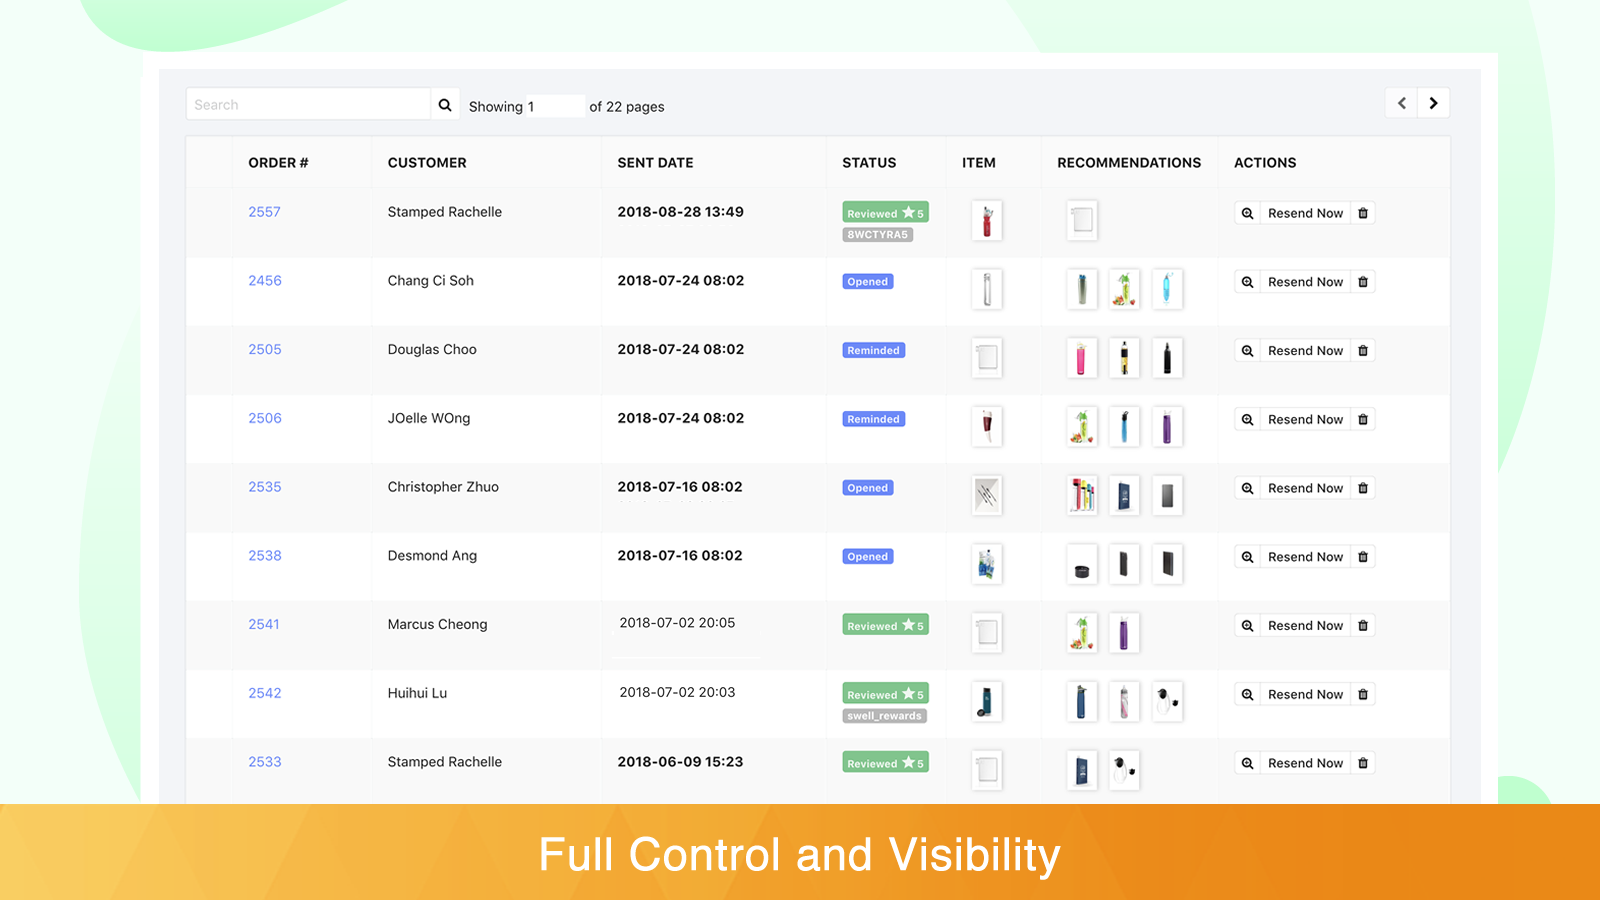 Search
Showing 1 of 22 pages
ORDER # CUSTOMER SENT DATE STATUS ITEM RECOMMENDATIONS ACTIONS
2557 Stamped Rachelle 2018-08-28 13:49 Reviewed ★ 5 Resend Now
8WCTYRA5
2456 Chang Ci Soh 2018-07-24 08:02 Opened Resend Now
2505 Douglas Choo 2018-07-24 08:02 Reminded Resend Now
2506 JOelle WOng 2018-07-24 08:02 Reminded Resend Now
2535 Christopher Zhuo 2018-07-16 08:02 Opened Resend Now
2538 Desmond Ang 2018-07-16 08:02 Opened Resend Now
2541 Marcus Cheong 2018-07-02 20:05 Reviewed ★ 5 Resend Now
2542 Huihui Lu 2018-07-02 20:03 Reviewed ★ 5 Resend Now
swell_rewards
2533 Stamped Rachelle 2018-06-09 15:23 Reviewed ★ 5 Resend Now
Full Control and Visibility